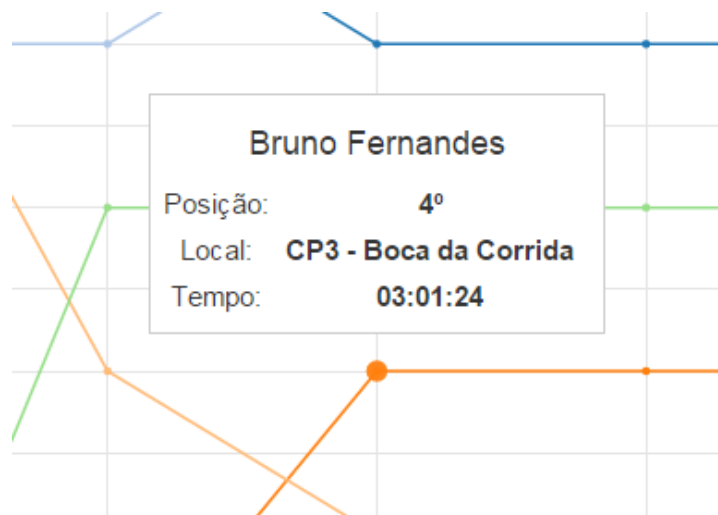 Bruno Fernandes
Posição: 4º
Local: CP3 - Boca da Corrida
Tempo: 03:01:24